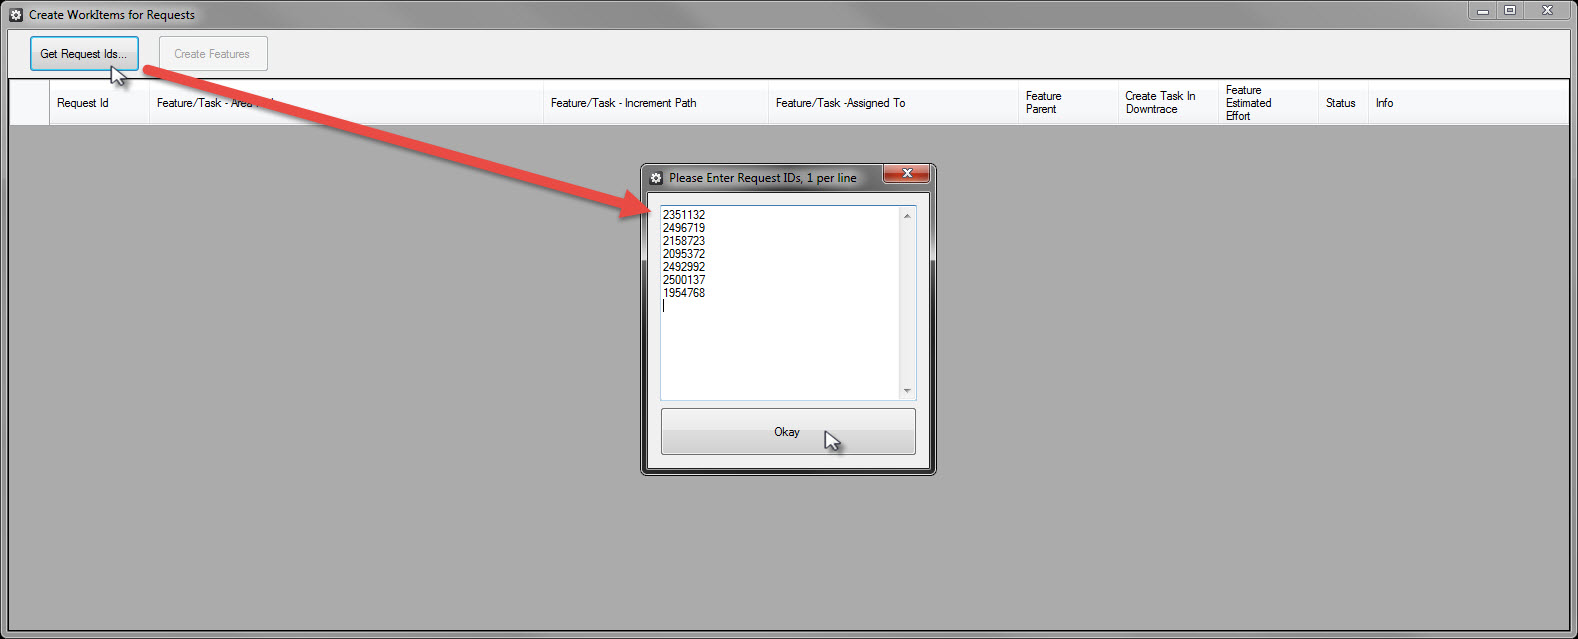 Create WorkItems for Requests
Get Request Ids...
Create Features
Request Id
Feature/Task - Area
Feature/Task - Increment Path
Feature/Task -Assigned To
Feature
Parent
Create Task In
Downtrace
Feature
Estimated
Effort
Status
Info
Please Enter Request IDs, 1 per line
2351132
2496719
2158723
2095372
2492992
2500137
1954768
Okay